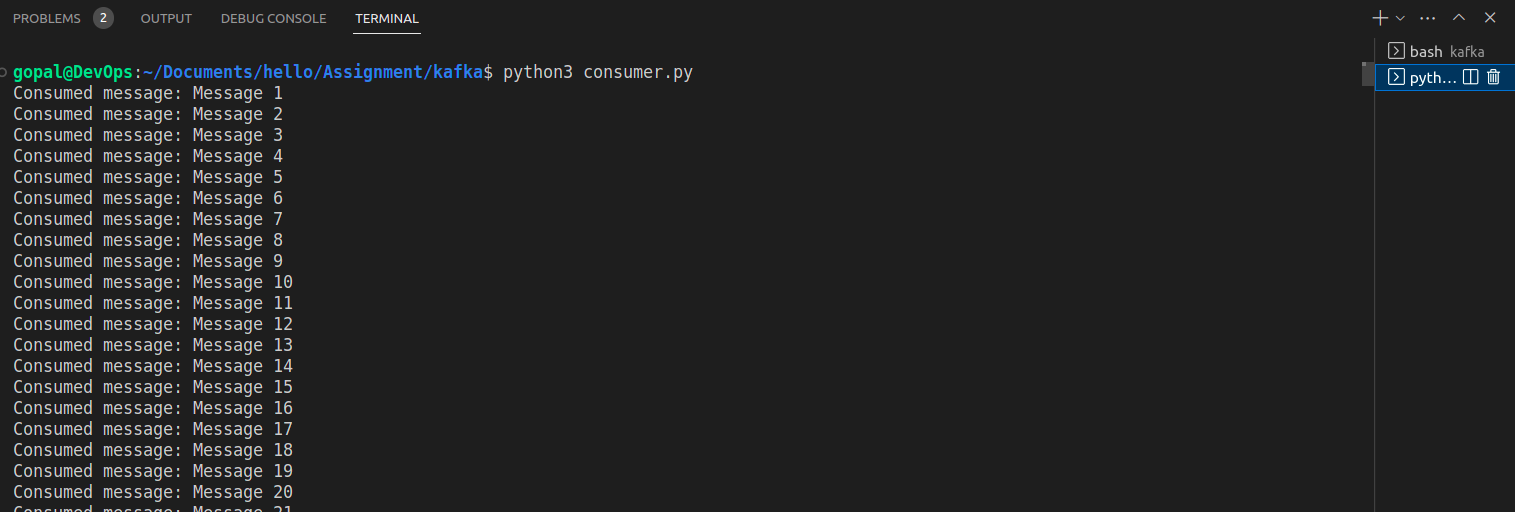 PROBLEMS 2 OUTPUT DEBUG CONSOLE TERMINAL
bash kafka
pyth...
gopal@DevOps:~/Documents/hello/Assignment/kafka$ python3 consumer.py
Consumed message: Message 1
Consumed message: Message 2
Consumed message: Message 3
Consumed message: Message 4
Consumed message: Message 5
Consumed message: Message 6
Consumed message: Message 7
Consumed message: Message 8
Consumed message: Message 9
Consumed message: Message 10
Consumed message: Message 11
Consumed message: Message 12
Consumed message: Message 13
Consumed message: Message 14
Consumed message: Message 15
Consumed message: Message 16
Consumed message: Message 17
Consumed message: Message 18
Consumed message: Message 19
Consumed message: Message 20
Consumed message: Message 21